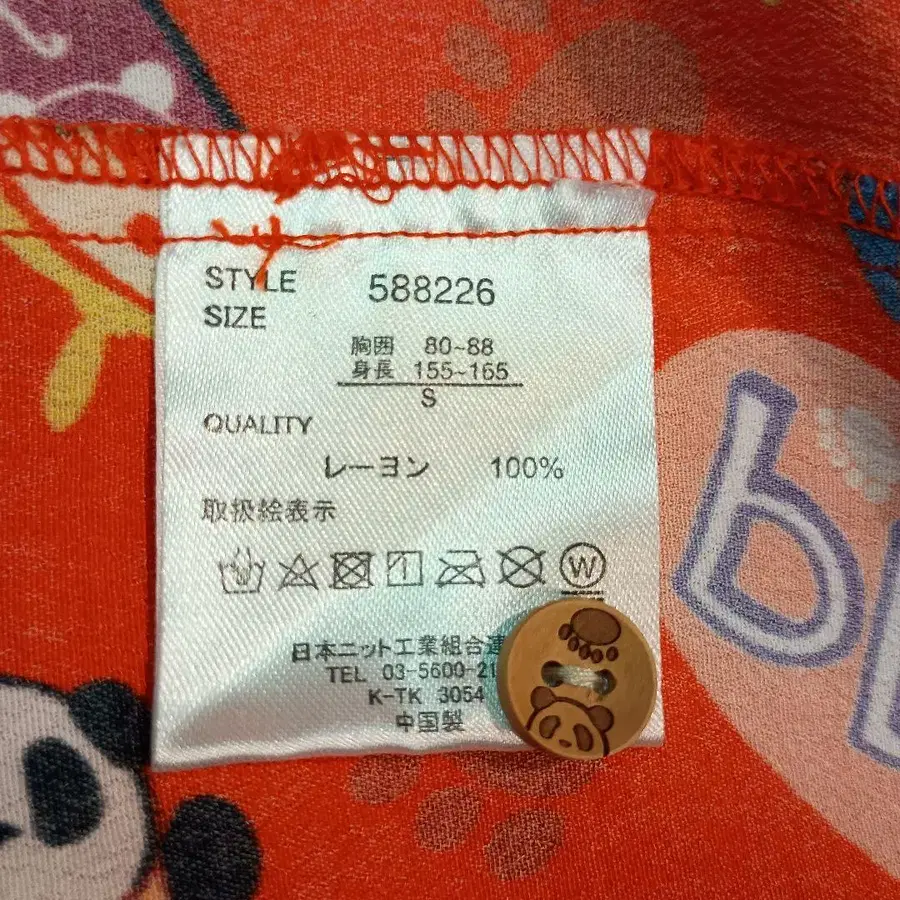 STYLE 588226
SIZE
胸囲 80~88
身長 155~165
S
QUALITY
レーヨン 100%
取扱絵表示
W
日本ニット工業組合連
TEL 03-5600-21
K-TK 3054
中国製